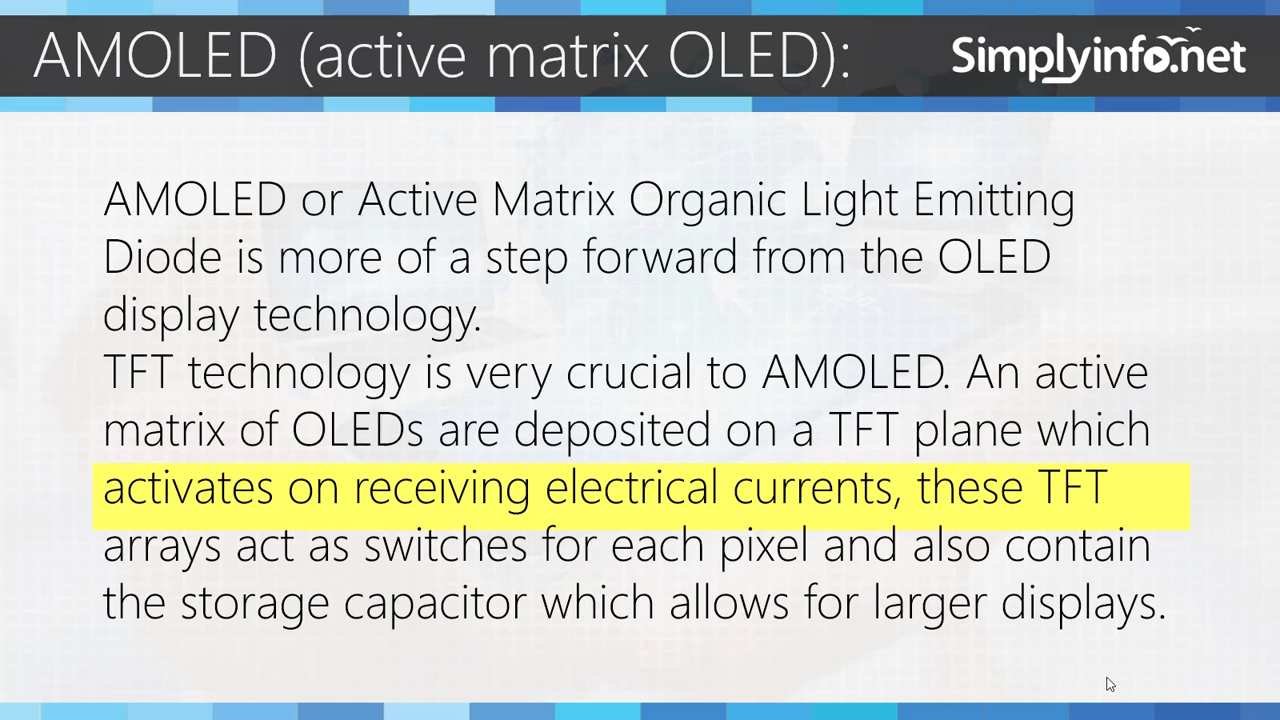 AMOLED (active matrix OLED):
Simplyinfo.net
AMOLED or Active Matrix Organic Light Emitting
Diode is more of a step forward from the OLED
display technology.
TFT technology is very crucial to AMOLED. An active
matrix of OLEDs are deposited on a TFT plane which
activates on receiving electrical currents, these TFT
arrays act as switches for each pixel and also contain
the storage capacitor which allows for larger displays.